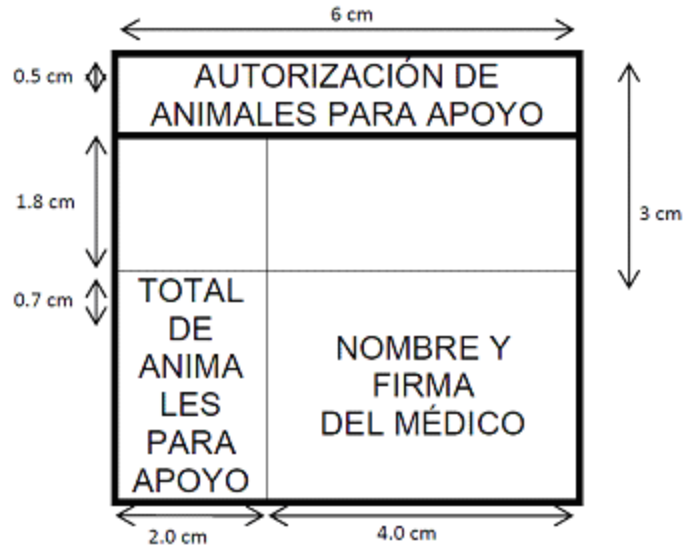 6 cm
0.5 cm
AUTORIZACIÓN DE
ANIMALES PARA APOYO
1.8 cm
3 cm
0.7 cm
TOTAL
DE
ANIMA
LES
PARA
APOYO
NOMBRE Y
FIRMA
DEL MÉDICO
2.0 cm
4.0 cm